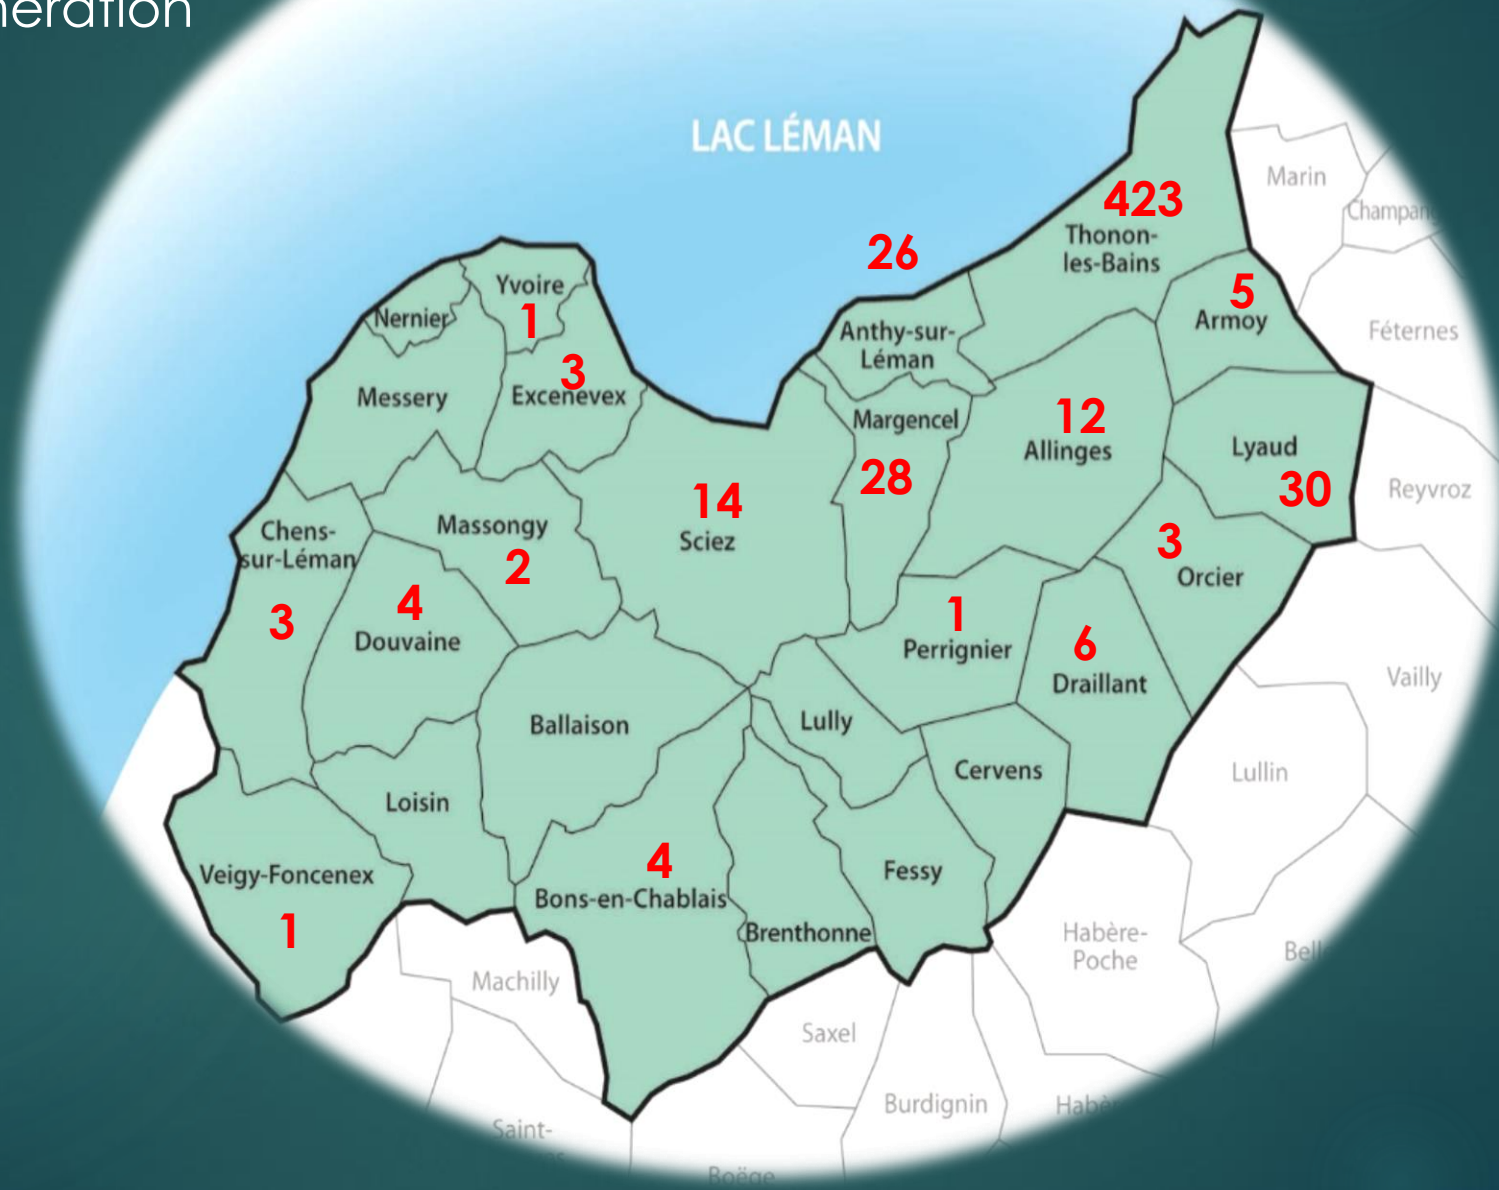 LAC LÉMAN
Marin
423
Thonon-
les-Bains
26
Yvoire
1
5
Armoy
Nernier
Anthy-sur-
Léman
Féternes
3
Excenevex
Messery
Margencel
12
Allinges
Lyaud
30
Reyvroz
28
14
Sciez
Chens-
sur-Léman
3
Massongy
2
4
Douvaine
3
Orcier
1
Perrignier
6
Draillant
Vailly
Ballaison
Lully
Cervens
Lullin
Loisin
Veigy-Foncenex
1
4
Bons-en-Chablais
Fessy
Brenthonne
Habère-
Poche
Machilly
Saxel
Burdignin
Saint-
Boëge